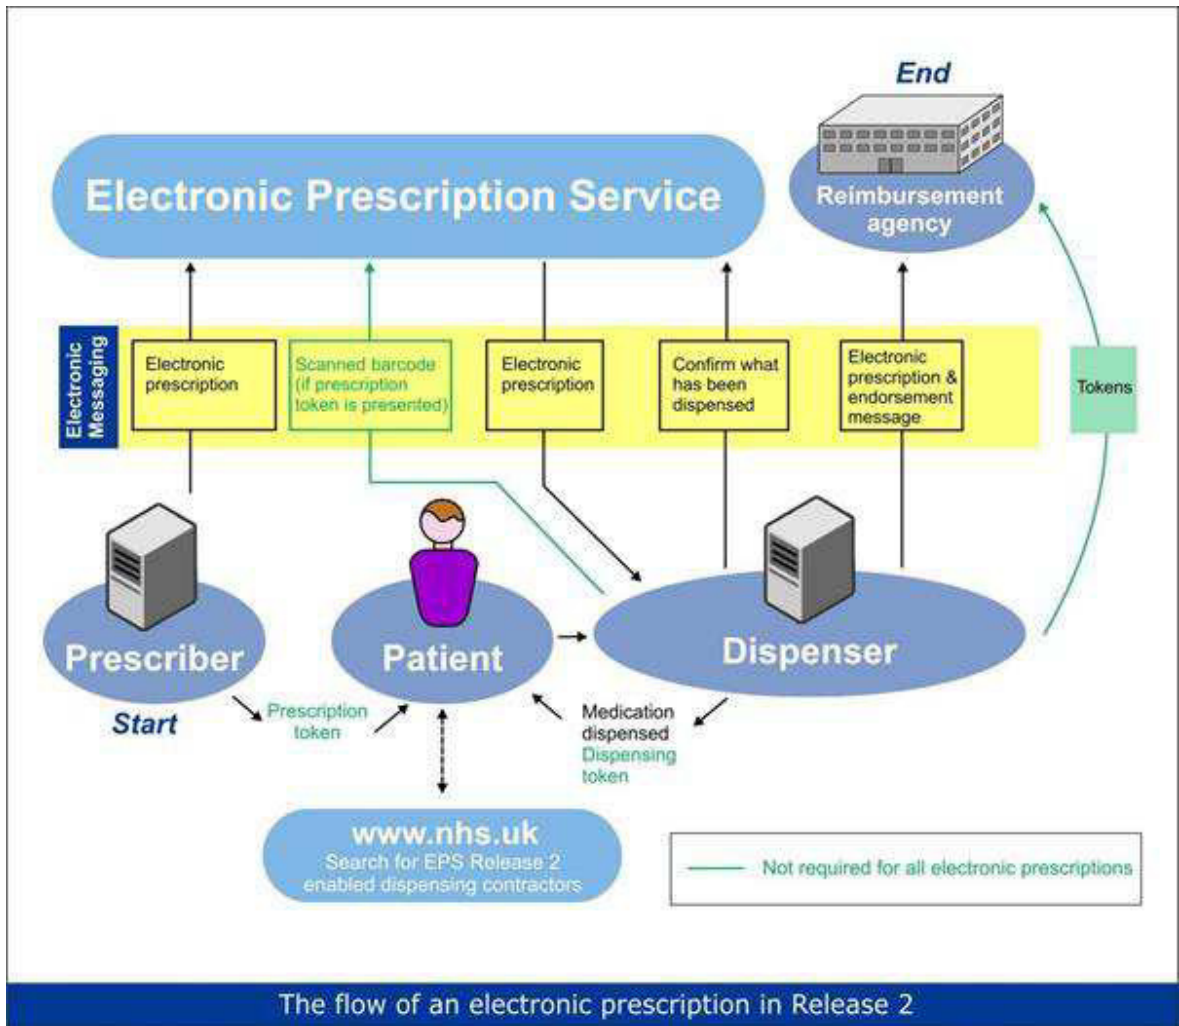 End
Electronic Prescription Service
Reimbursement
agency
Electronic
Messaging
Electronic
prescription
Scanned barcode
(if prescription
token is presented)
Electronic
prescription
Confirm what
has been
dispensed
Electronic
prescription &
endorsement
message
Tokens
Prescriber
Patient
Dispenser
Start
Prescription
token
Medication
dispensed
Dispensing
token
www.nhs.uk
Search for EPS Release 2
enabled dispensing contractors
Not required for all electronic prescriptions
The flow of an electronic prescription in Release 2